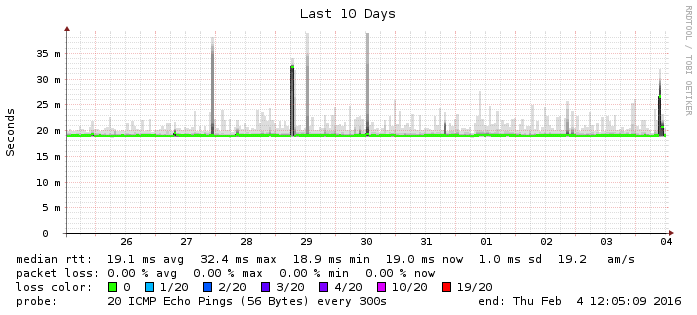 Last 10 Days
RRDTOOL / TOBI OETIKER
Seconds
35 m
30 m
25 m
20 m
15 m
10 m
5 m
0
26 27 28 29 30 31 01 02 03 04
median rtt: 19.1 ms avg 32.4 ms max 18.9 ms min 19.0 ms now 1.0 ms sd 19.2 am/s
packet loss: 0.00 % avg 0.00 % max 0.00 % min 0.00 % now
loss color: 0 1/20 2/20 3/20 4/20 10/20 19/20
probe: 20 ICMP Echo Pings (56 Bytes) every 300s end: Thu Feb 4 12:05:09 2016